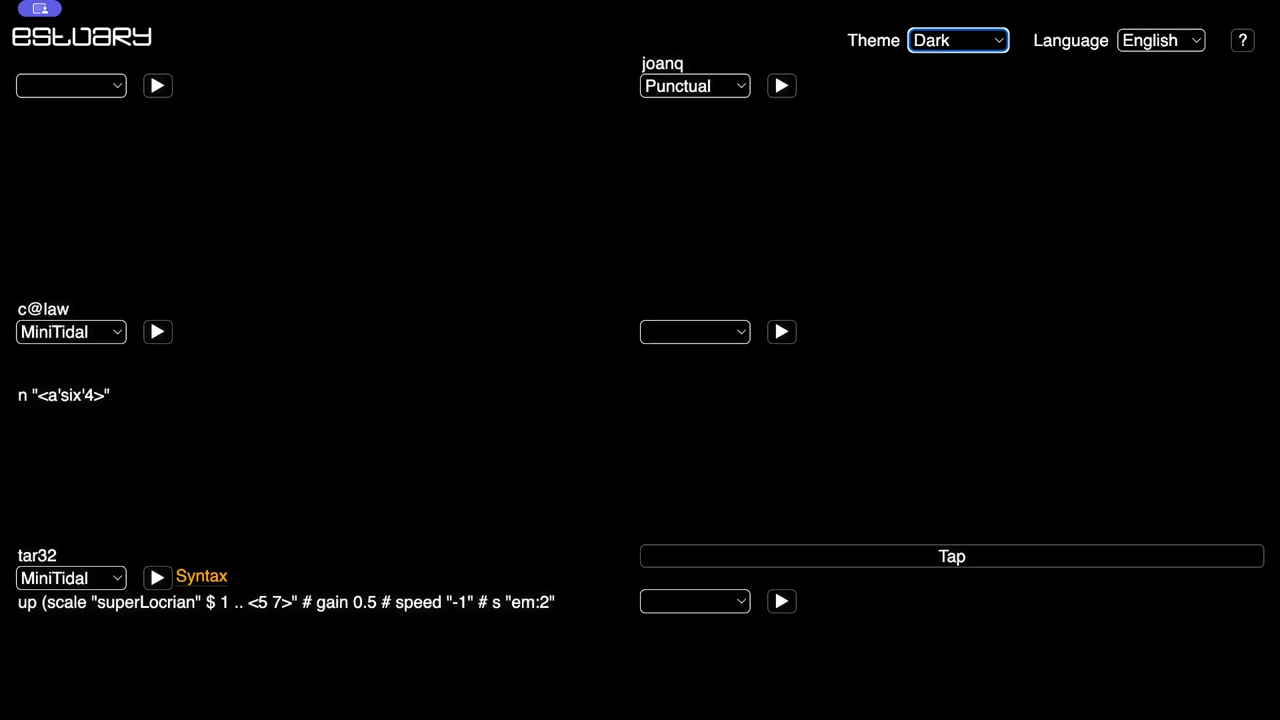 estuary
Theme Dark Language English ?
joanq
Punctual
c@law
MiniTidal
n "<a'six'4>"
tar32
MiniTidal Syntax
up (scale "superLocrian" $ 1 .. <5 7>" # gain 0.5 # speed "-1" # s "em:2"
Tap